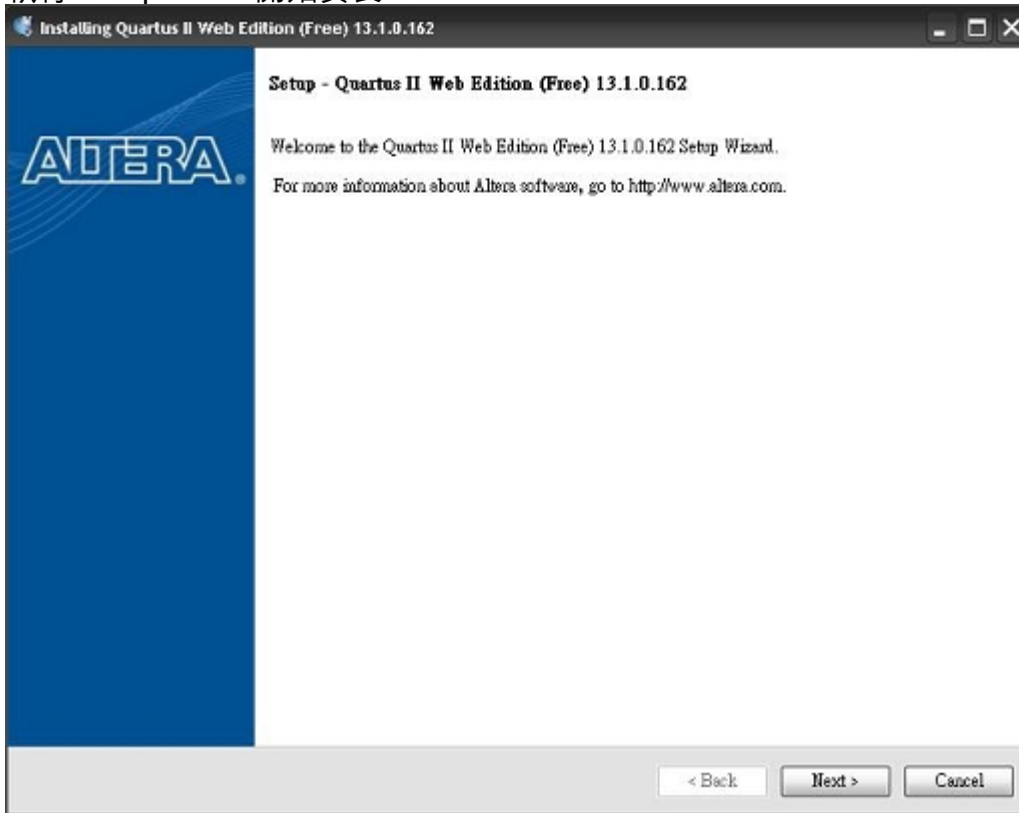 Installing Quartus II Web Edition (Free) 13.1.0.162
Setup - Quartus II Web Edition (Free) 13.1.0.162
Welcome to the Quartus II Web Edition (Free) 13.1.0.162 Setup Wizard.
ALTERA®
For more information about Altera software, go to http://www.altera.com.
< Back
Next >
Cancel